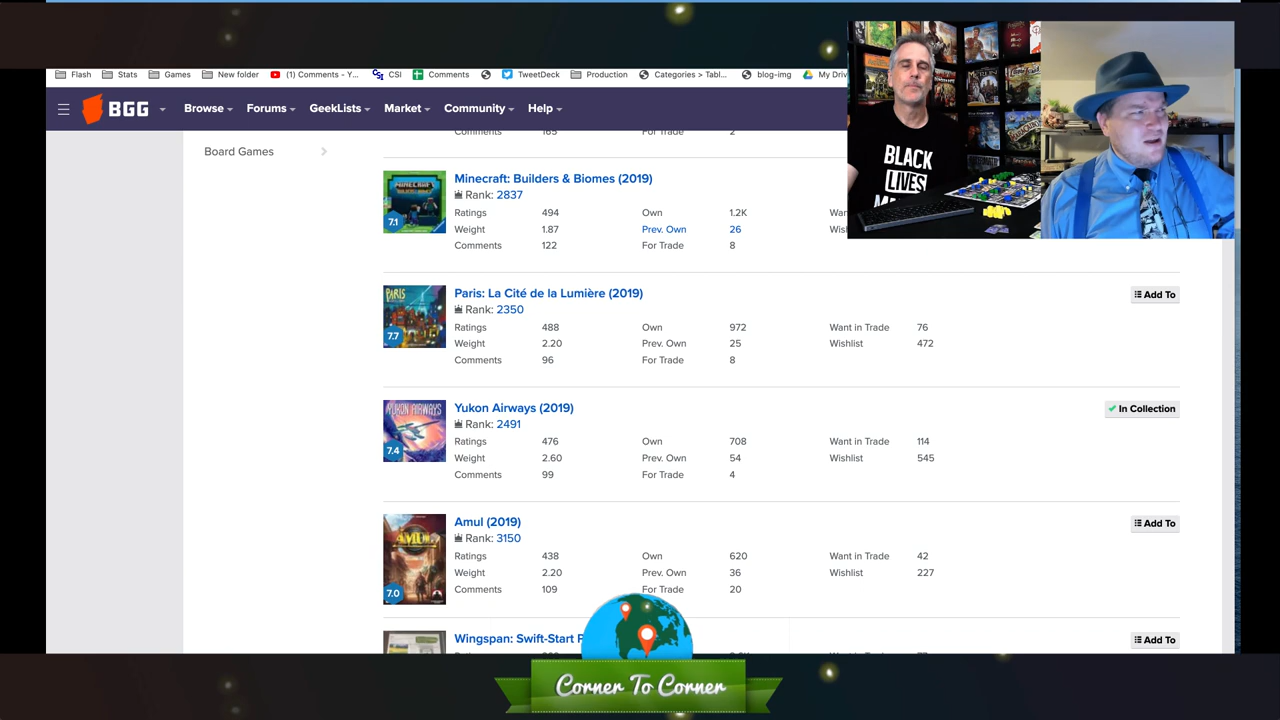 Flash Stats Games New folder (1) Comments - Y... CSI Comments TweetDeck Production Categories > Tabl... blog-img My Driv
BGG Browse Forums GeekLists Market Community Help
Board Games
Comments 165 For Trade 2
Minecraft: Builders & Biomes (2019)
Rank: 2837
Ratings 494 Own 1.2K
Weight 1.87 Prev. Own 26
Comments 122 For Trade 8
MINECRAFT
7.1
Paris: La Cité de la Lumière (2019) Add To
Rank: 2350
Ratings 488 Own 972 Want in Trade 76
Weight 2.20 Prev. Own 25 Wishlist 472
Comments 96 For Trade 8
PARIS
7.7
Yukon Airways (2019) In Collection
Rank: 2491
Ratings 476 Own 708 Want in Trade 114
Weight 2.60 Prev. Own 54 Wishlist 545
Comments 99 For Trade 4
YUKON AIRWAYS
7.4
Amul (2019) Add To
Rank: 3150
Ratings 438 Own 620 Want in Trade 42
Weight 2.20 Prev. Own 36 Wishlist 227
Comments 109 For Trade 20
AMUL
7.0
Wingspan: Swift-Start Add To
BLACK
LIVES
Corner To Corner